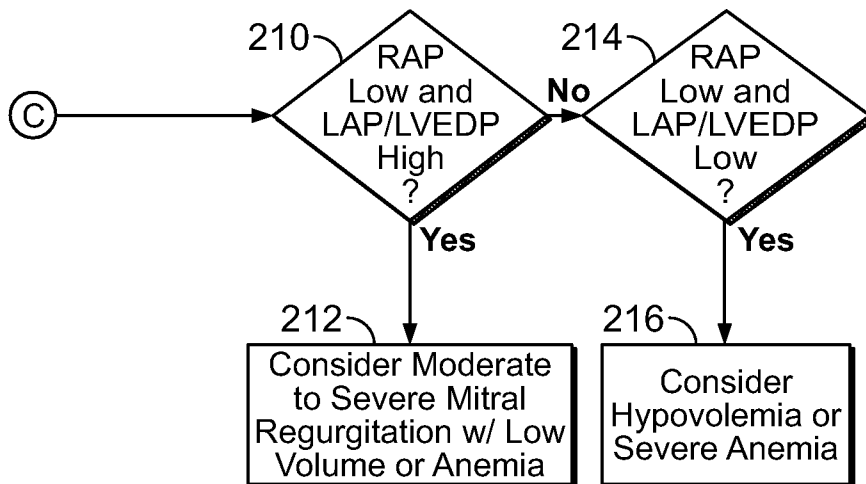 C
210
RAP
Low and
LAP/LVEDP
High
?
No
Yes
214
RAP
Low and
LAP/LVEDP
Low
?
Yes
212
Consider Moderate
to Severe Mitral
Regurgitation w/ Low
Volume or Anemia
216
Consider
Hypovolemia or
Severe Anemia